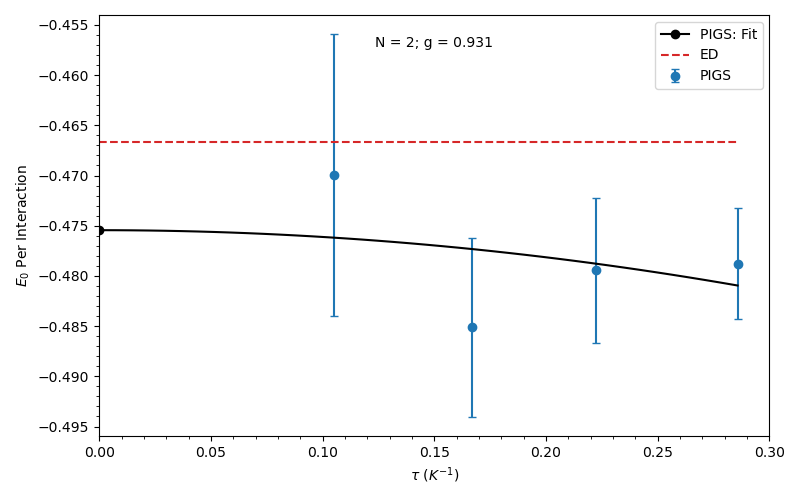 N = 2; g = 0.931
PIGS: Fit
ED
PIGS
E₀ Per Interaction
−0.455
−0.460
−0.465
−0.470
−0.475
−0.480
−0.485
−0.490
−0.495
0.00
0.05
0.10
0.15
0.20
0.25
0.30
τ (K⁻¹)